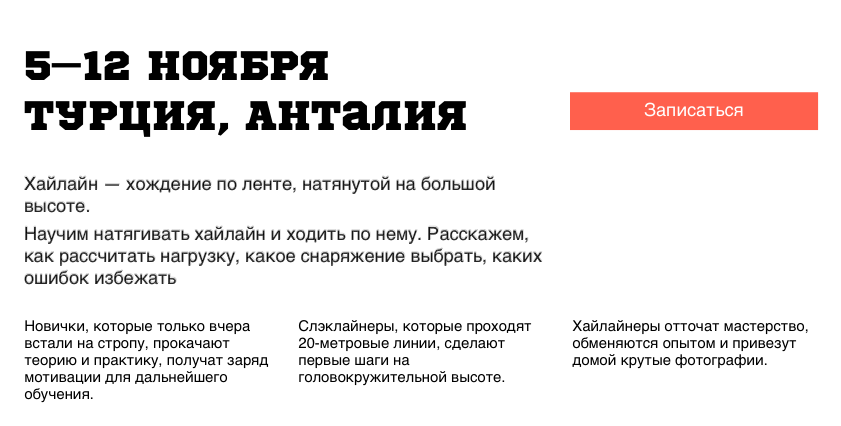 5—12 НОЯБРЯ
ТУРЦИЯ, АНТАЛИЯ
Записаться
Хайлайн — хождение по ленте, натянутой на большой
высоте.
Научим натягивать хайлайн и ходить по нему. Расскажем,
как рассчитать нагрузку, какое снаряжение выбрать, каких
ошибок избежать
Новички, которые только вчера
встали на стропу, прокачают
теорию и практику, получат заряд
мотивации для дальнейшего
обучения.
Слэклайнеры, которые проходят
20-метровые линии, сделают
первые шаги на
головокружительной высоте.
Хайлайнеры отточат мастерство,
обменяются опытом и привезут
домой крутые фотографии.